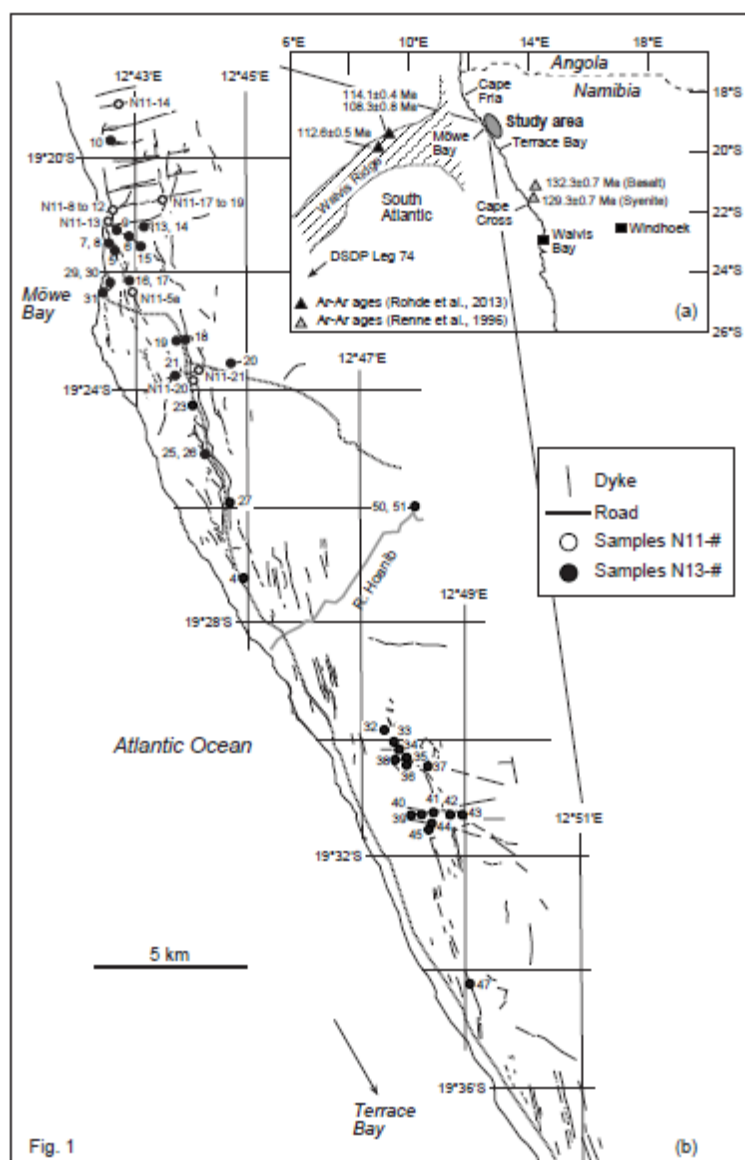 6°E
10°E
14°E
18°E
12°43'E
12°45'E
Angola
Namibia
18°S
20°S
22°S
24°S
26°S
114.1±0.4 Ma
108.3±0.8 Ma
112.6±0.5 Ma
Cape
Fria
Study area
Möwe
Bay
Terrace Bay
Walvis Ridge
132.3±0.7 Ma (Basalt)
129.3±0.7 Ma (Syenite)
South
Atlantic
Cape
Cross
Walvis
Bay
Windhoek
DSDP Leg 74
Ar-Ar ages (Rohde et al., 2013)
Ar-Ar ages (Renne et al., 1996)
(a)
N11-14
10
19°20'S
N11-8 to 12
N11-17 to 19
N11-13
9
13, 14
7, 8
6
5
15
29, 30
16, 17
31
N11-5a
Möwe
Bay
19
18
20
21
N11-21
N11-20
19°24'S
23
12°47'E
25, 26
27
50, 51
Dyke
Road
Samples N11-#
Samples N13-#
4
R. Hoanib
12°49'E
19°28'S
32
33
34
35
38
36
37
Atlantic Ocean
40
41, 42
43
39
44
45
12°51'E
19°32'S
5 km
47
19°36'S
Terrace
Bay
Fig. 1
(b)